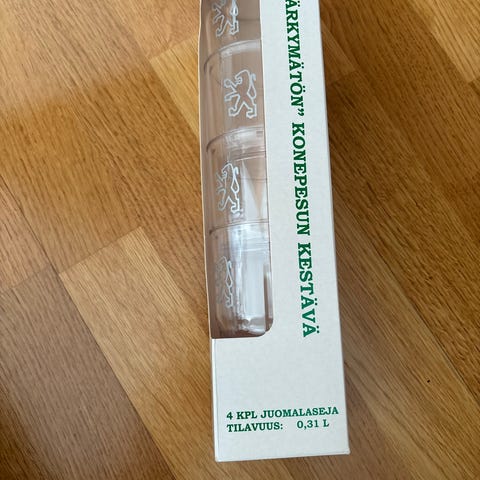 ÄRKYMÄTÖN” KONEPESUN KESTÄVÄ
4 KPL JUOMALASEJA
TILAVUUS: 0,31 L